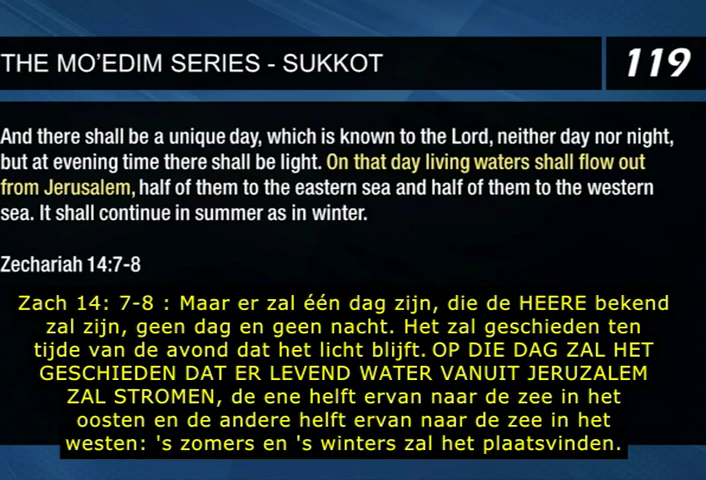 THE MO'EDIM SERIES - SUKKOT
119
And there shall be a unique day, which is known to the Lord, neither day nor night,
but at evening time there shall be light. On that day living waters shall flow out
from Jerusalem, half of them to the eastern sea and half of them to the western
sea. It shall continue in summer as in winter.
Zechariah 14:7-8
Zach 14: 7-8 : Maar er zal één dag zijn, die de HEERE bekend
zal zijn, geen dag en geen nacht. Het zal geschieden ten
tijde van de avond dat het licht blijft. OP DIE DAG ZAL HET
GESCHIEDEN DAT ER LEVEND WATER VANUIT JERUZALEM
ZAL STROMEN, de ene helft ervan naar de zee in het
oosten en de andere helft ervan naar de zee in het
westen: 's zomers en 's winters zal het plaatsvinden.